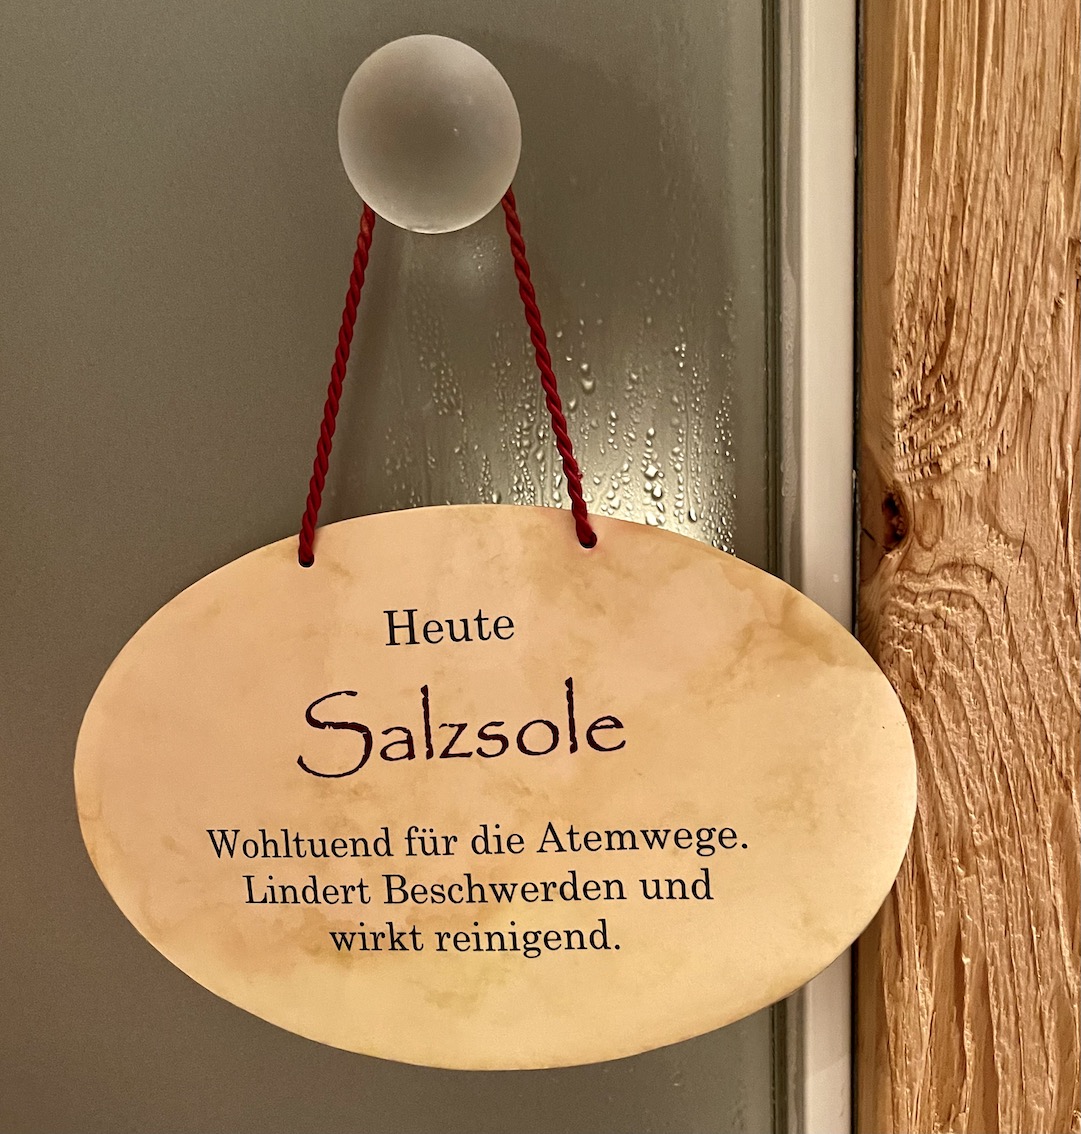 Heute
Salzsole
Wohltuend für die Atemwege.
Lindert Beschwerden und
wirkt reinigend.